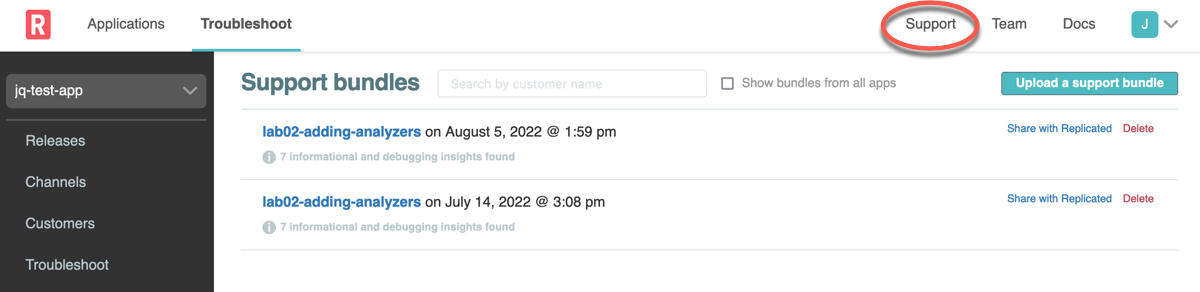 R Applications Troubleshoot Support Team Docs J
jq-test-app
Releases
Channels
Customers
Troubleshoot
Support bundles Search by customer name Show bundles from all apps Upload a support bundle
lab02-adding-analyzers on August 5, 2022 @ 1:59 pm Share with Replicated Delete
i 7 informational and debugging insights found
lab02-adding-analyzers on July 14, 2022 @ 3:08 pm Share with Replicated Delete
i 7 informational and debugging insights found